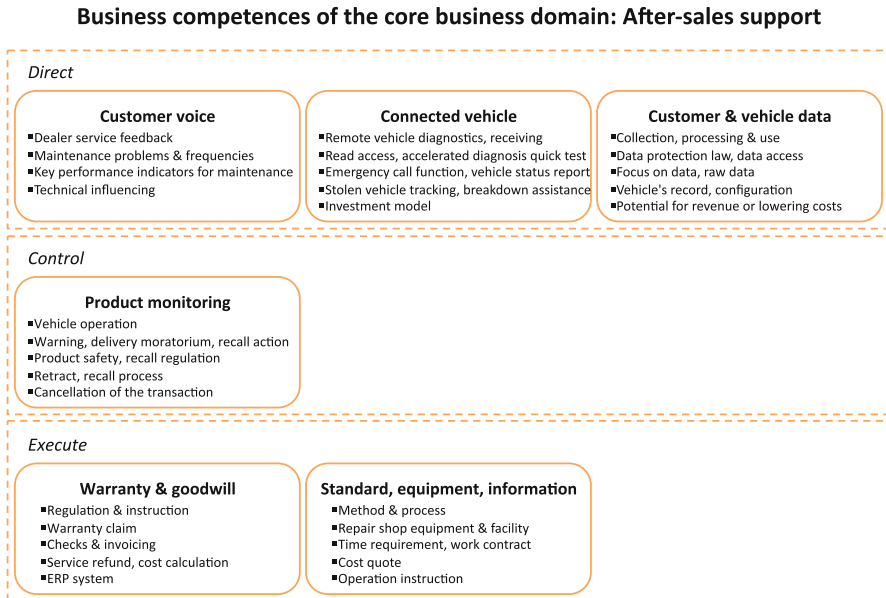 Business competences of the core business domain: After-sales support
Direct
Customer voice
▪Dealer service feedback
▪Maintenance problems & frequencies
▪Key performance indicators for maintenance
▪Technical influencing
Connected vehicle
▪Remote vehicle diagnostics, receiving
▪Read access, accelerated diagnosis quick test
▪Emergency call function, vehicle status report
▪Stolen vehicle tracking, breakdown assistance
▪Investment model
Customer & vehicle data
▪Collection, processing & use
▪Data protection law, data access
▪Focus on data, raw data
▪Vehicle's record, configuration
▪Potential for revenue or lowering costs
Control
Product monitoring
▪Vehicle operation
▪Warning, delivery moratorium, recall action
▪Product safety, recall regulation
▪Retract, recall process
▪Cancellation of the transaction
Execute
Warranty & goodwill
▪Regulation & instruction
▪Warranty claim
▪Checks & invoicing
▪Service refund, cost calculation
▪ERP system
Standard, equipment, information
▪Method & process
▪Repair shop equipment & facility
▪Time requirement, work contract
▪Cost quote
▪Operation instruction